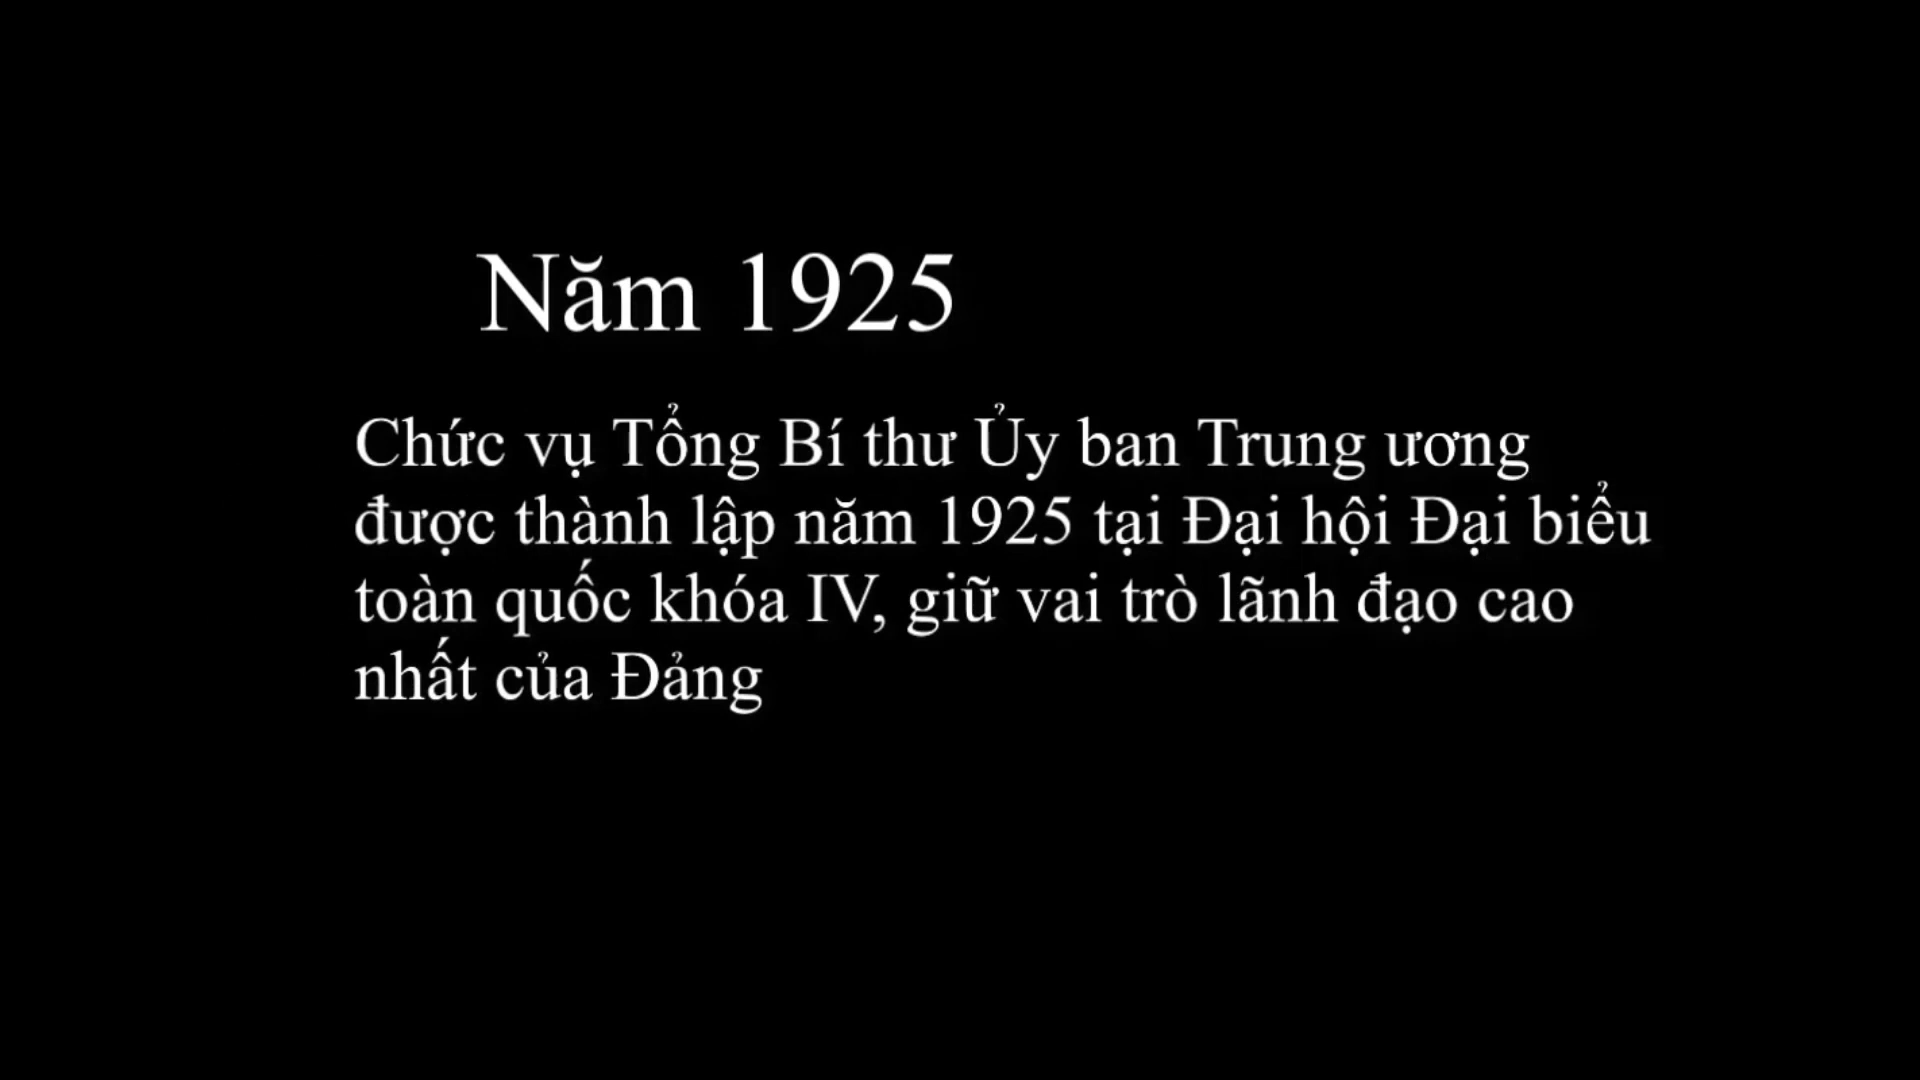 Năm 1925
Chức vụ Tổng Bí thư Ủy ban Trung ương
được thành lập năm 1925 tại Đại hội Đại biểu
toàn quốc khóa IV, giữ vai trò lãnh đạo cao
nhất của Đảng